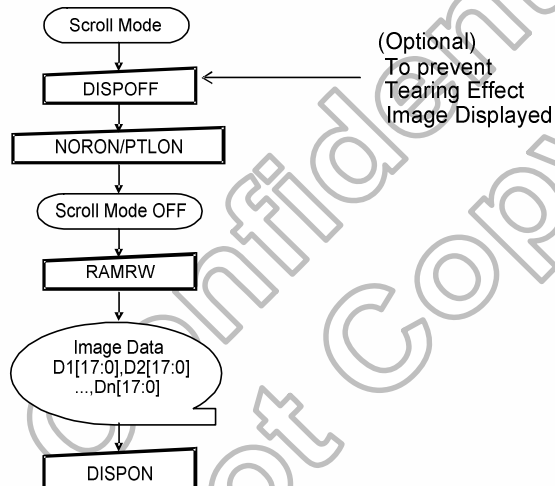 Scroll Mode
DISPOFF
(Optional)
To prevent
Tearing Effect
Image Displayed
NORON/PTLON
Scroll Mode OFF
RAMRW
Image Data
D1[17:0],D2[17:0]
...,Dn[17:0]
DISPON